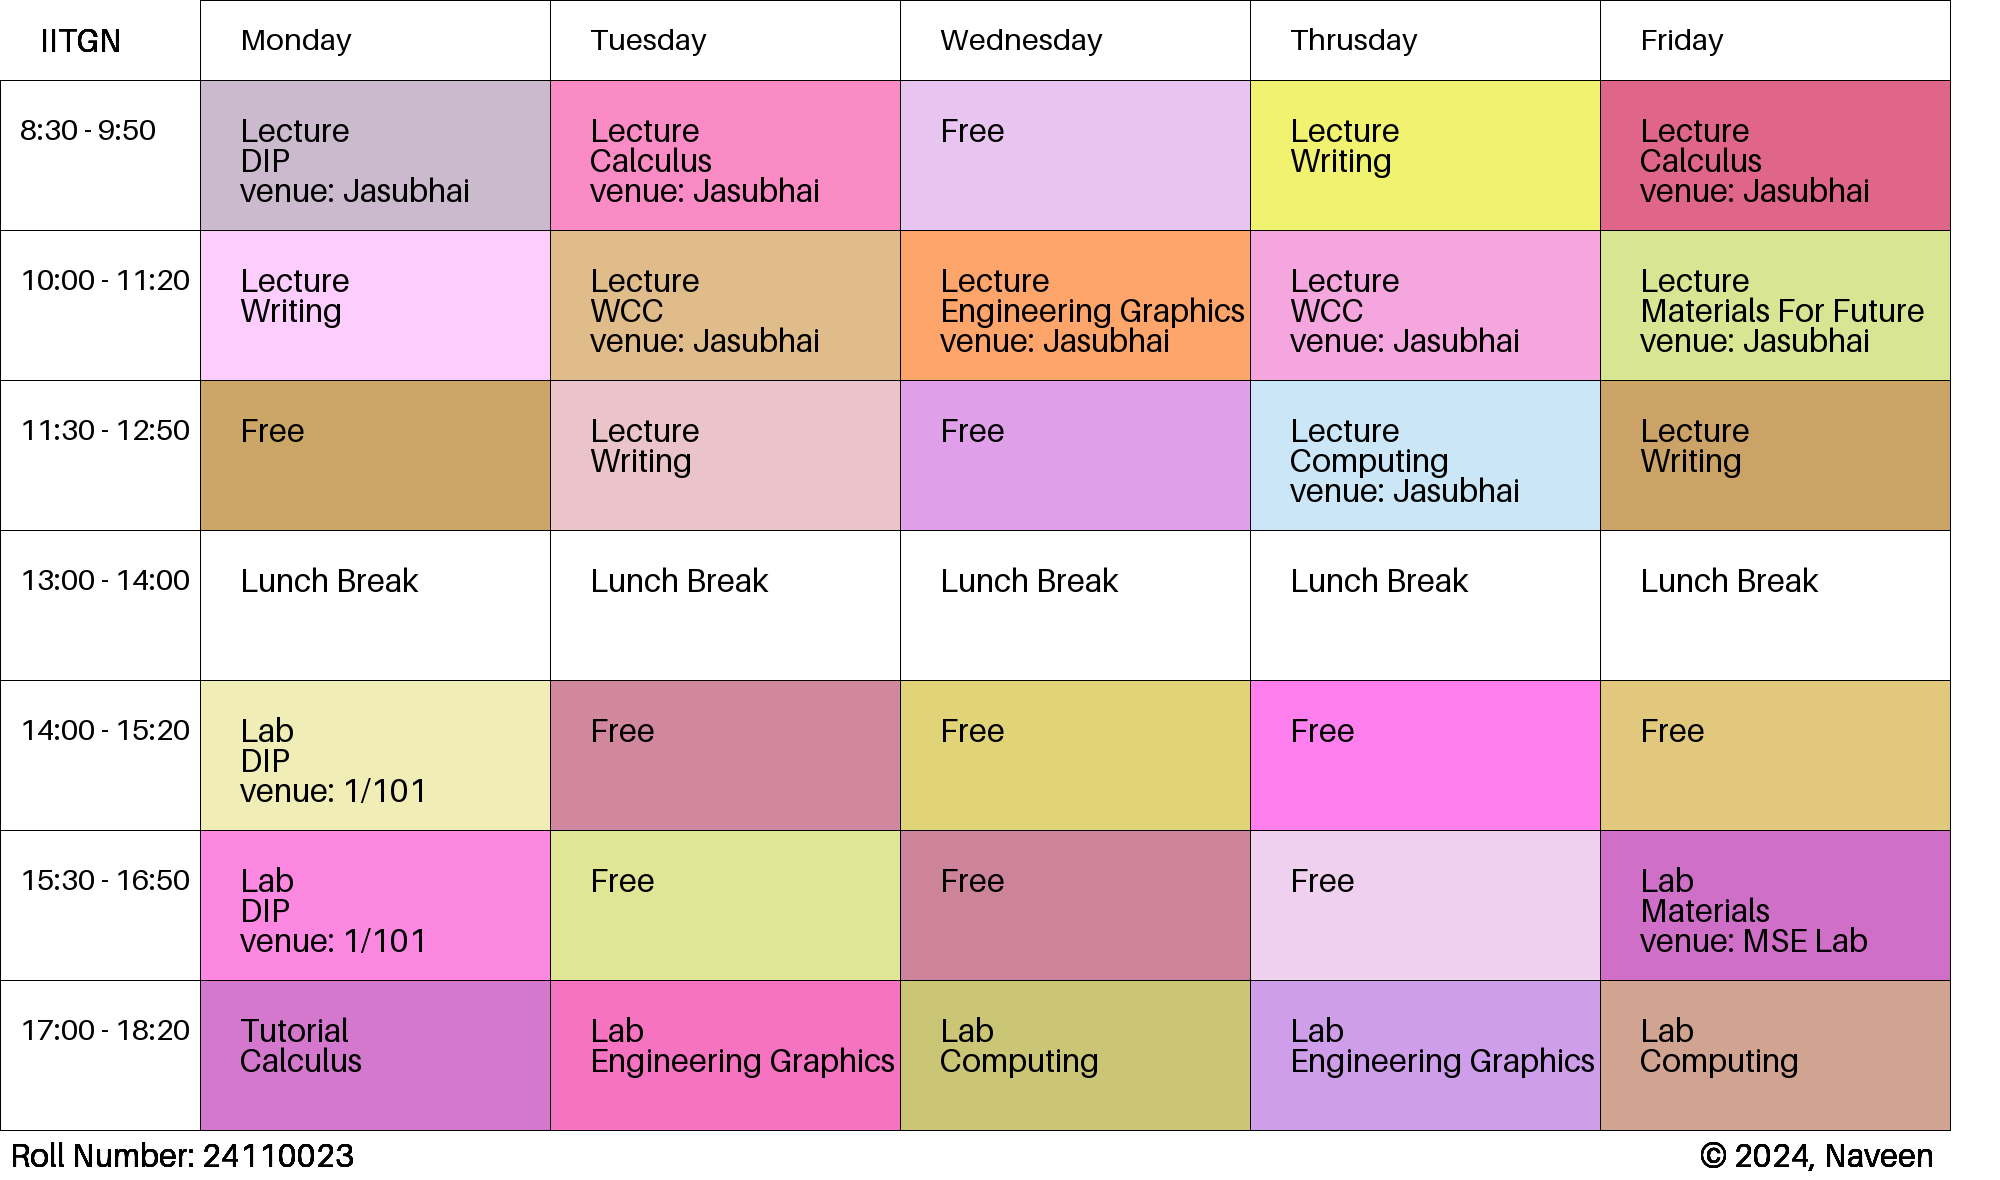 IITGN
Monday
Tuesday
Wednesday
Thrusday
Friday
8:30 - 9:50
Lecture
DIP
venue: Jasubhai
Lecture
Calculus
venue: Jasubhai
Free
Lecture
Writing
Lecture
Calculus
venue: Jasubhai
10:00 - 11:20
Lecture
Writing
Lecture
WCC
venue: Jasubhai
Lecture
Engineering Graphics
venue: Jasubhai
Lecture
WCC
venue: Jasubhai
Lecture
Materials For Future
venue: Jasubhai
11:30 - 12:50
Free
Lecture
Writing
Free
Lecture
Computing
venue: Jasubhai
Lecture
Writing
13:00 - 14:00
Lunch Break
Lunch Break
Lunch Break
Lunch Break
Lunch Break
14:00 - 15:20
Lab
DIP
venue: 1/101
Free
Free
Free
Free
15:30 - 16:50
Lab
DIP
venue: 1/101
Free
Free
Free
Lab
Materials
venue: MSE Lab
17:00 - 18:20
Tutorial
Calculus
Lab
Engineering Graphics
Lab
Computing
Lab
Engineering Graphics
Lab
Computing
Roll Number: 24110023
© 2024, Naveen